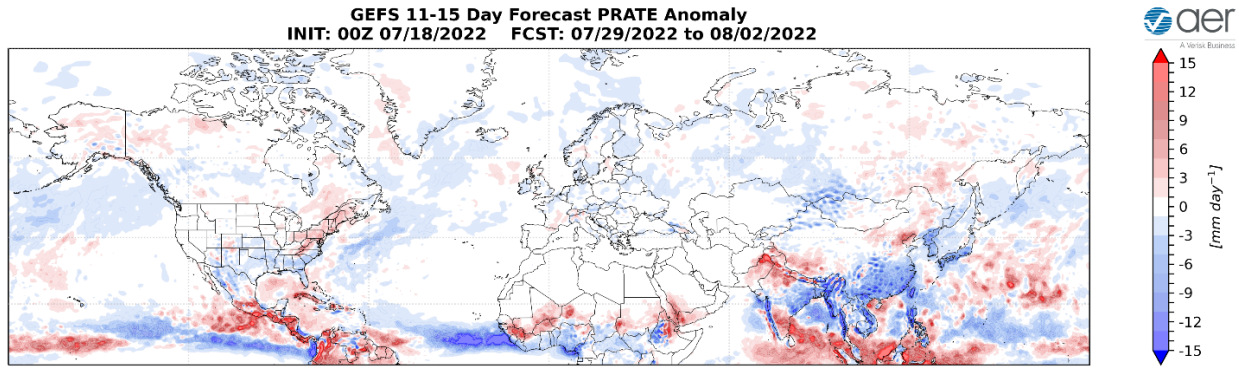 GEFS 11-15 Day Forecast PRATE Anomaly
INIT: 00Z 07/18/2022 FCST: 07/29/2022 to 08/02/2022
aer
A Verisk Business
15
12
9
6
3
0
-3
-6
-9
-12
-15
[mm day⁻¹]